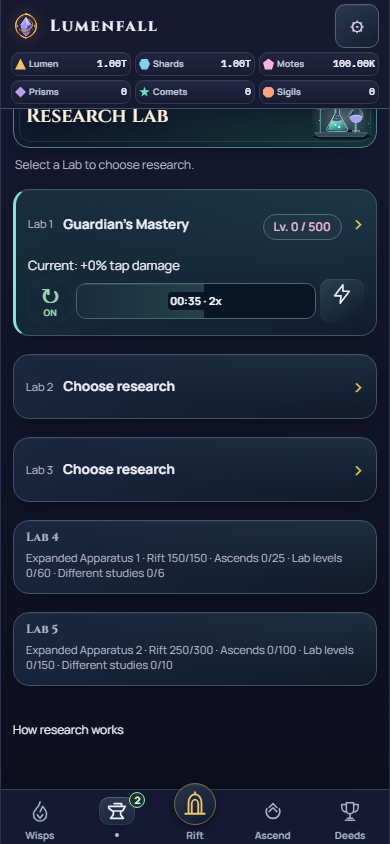 Lumenfall
Lumen 1.00T Shards 1.00T Motes 100.00K
Prisms 0 Comets 0 Sigils 0
Research Lab
Select a Lab to choose research.
Lab 1 Guardian's Mastery Lv. 0 / 500
Current: +0% tap damage
ON
00:35 · 2x
Lab 2 Choose research
Lab 3 Choose research
Lab 4
Expanded Apparatus 1 · Rift 150/150 · Ascends 0/25 · Lab levels
0/60 · Different studies 0/6
Lab 5
Expanded Apparatus 2 · Rift 250/300 · Ascends 0/100 · Lab levels
0/150 · Different studies 0/10
How research works
2
Wisps Rift Ascend Deeds